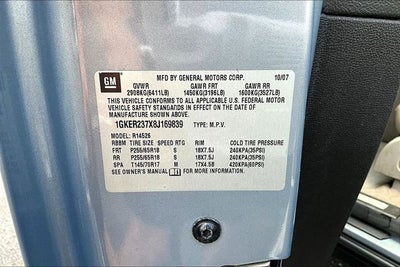 GM
MFD BY GENERAL MOTORS CORP. 10/07
GVWR GAWR FRT GAWR RR
2908KG(6411LB) 1450KG(3196LB) 1600KG(3527LB)
THIS VEHICLE CONFORMS TO ALL APPLICABLE U.S. FEDERAL MOTOR
VEHICLE SAFETY STANDARDS IN EFFECT ON THE DATE OF
MANUFACTURE SHOWN ABOVE.
1GKER237X8J169839 TYPE: M.P.V.
MODEL: R14526
RBBM TIRE SIZE SPEED RTG RIM COLD TIRE PRESSURE
FRT P255/65R18 S 18X7.5J 240KPA(35PSI)
RR P255/65R18 S 18X7.5J 240KPA(35PSI)
SPA T145/70R17 M 17X4.5B 420KPA(60PSI)
SEE OWNER'S MANUAL FOR MORE INFORMATION.